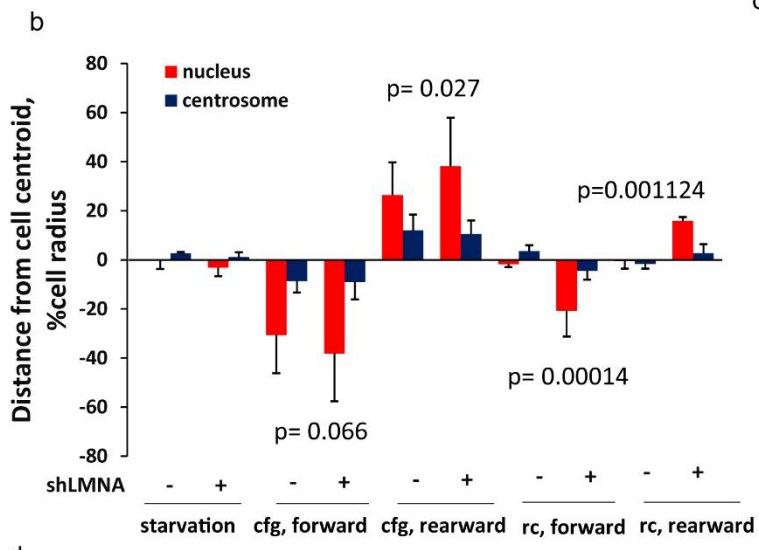 b
80
nucleus
centrosome
p= 0.027
60
40
p=0.001124
20
0
-20
-40
p= 0.00014
-60
p= 0.066
-80
Distance from cell centroid,
%cell radius
shLMNA - + - + - + - + - +
starvation cfg, forward cfg, rearward rc, forward rc, rearward